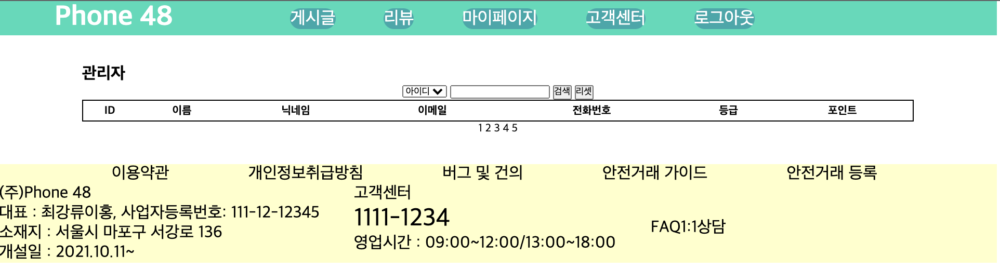 Phone 48 게시글 리뷰 마이페이지 고객센터 로그아웃
관리자
아이디 검색 리셋
ID 이름 닉네임 이메일 전화번호 등급 포인트
1 2 3 4 5
이용약관 개인정보취급방침 버그 및 건의 안전거래 가이드 안전거래 등록
(주)Phone 48
대표 : 최강류이홍, 사업자등록번호: 111-12-12345
소재지 : 서울시 마포구 서강로 136
개설일 : 2021.10.11~
고객센터
1111-1234
영업시간 : 09:00~12:00/13:00~18:00
FAQ1:1상담